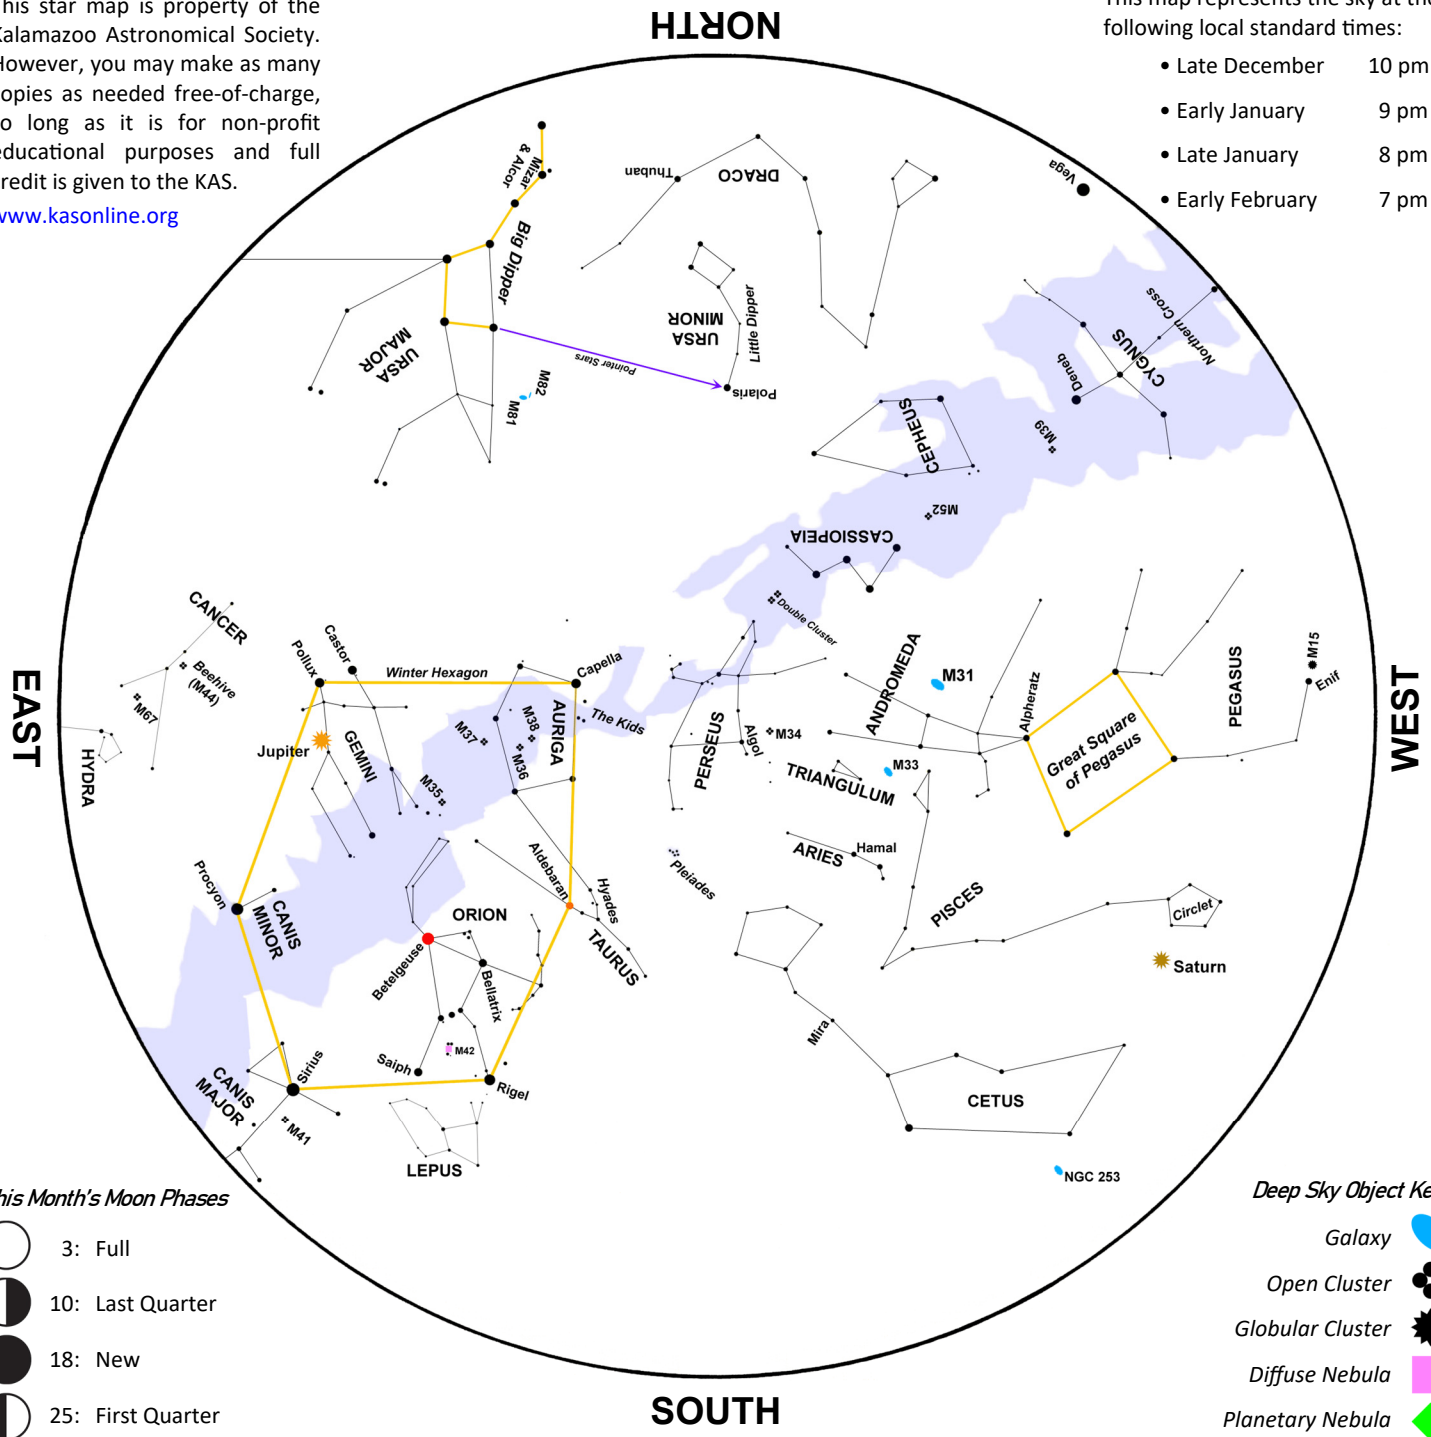 his star map is property of the
Kalamazoo Astronomical Society.
However, you may make as many
opies as needed free-of-charge,
o long as it is for non-profit
educational purposes and full
redit is given to the KAS.
www.kasonline.org
This map represents the sky at the
following local standard times:
• Late December 10 pm
• Early January 9 pm
• Late January 8 pm
• Early February 7 pm
NORTH
Mizar
& Alcor
Big Dipper
URSA
MAJOR
Thuban
DRACO
Vega
URSA
MINOR
Little Dipper
Pointer Stars
Polaris
M82
M81
CEPHEUS
Deneb
CYGNUS
Northern Cross
M39
M52
CASSIOPEIA
Double Cluster
CANCER
Beehive
(M44)
M67
HYDRA
EAST
Pollux
Castor
Winter Hexagon
Capella
The Kids
Jupiter
GEMINI
M37
M38
M36
AURIGA
M35
PERSEUS
Algol
M34
ANDROMEDA
M31
Alpheratz
Great Square
of Pegasus
PEGASUS
M15
Enif
WEST
TRIANGULUM
M33
ARIES
Hamal
Pleiades
PISCES
Circlet
Saturn
Procyon
CANIS
MINOR
ORION
Betelgeuse
Bellatrix
Aldebaran
Hyades
TAURUS
Saiph
M42
Rigel
Sirius
CANIS
MAJOR
M41
LEPUS
Mira
CETUS
NGC 253
SOUTH
his Month's Moon Phases
3: Full
10: Last Quarter
18: New
25: First Quarter
Deep Sky Object Ke
Galaxy
Open Cluster
Globular Cluster
Diffuse Nebula
Planetary Nebula